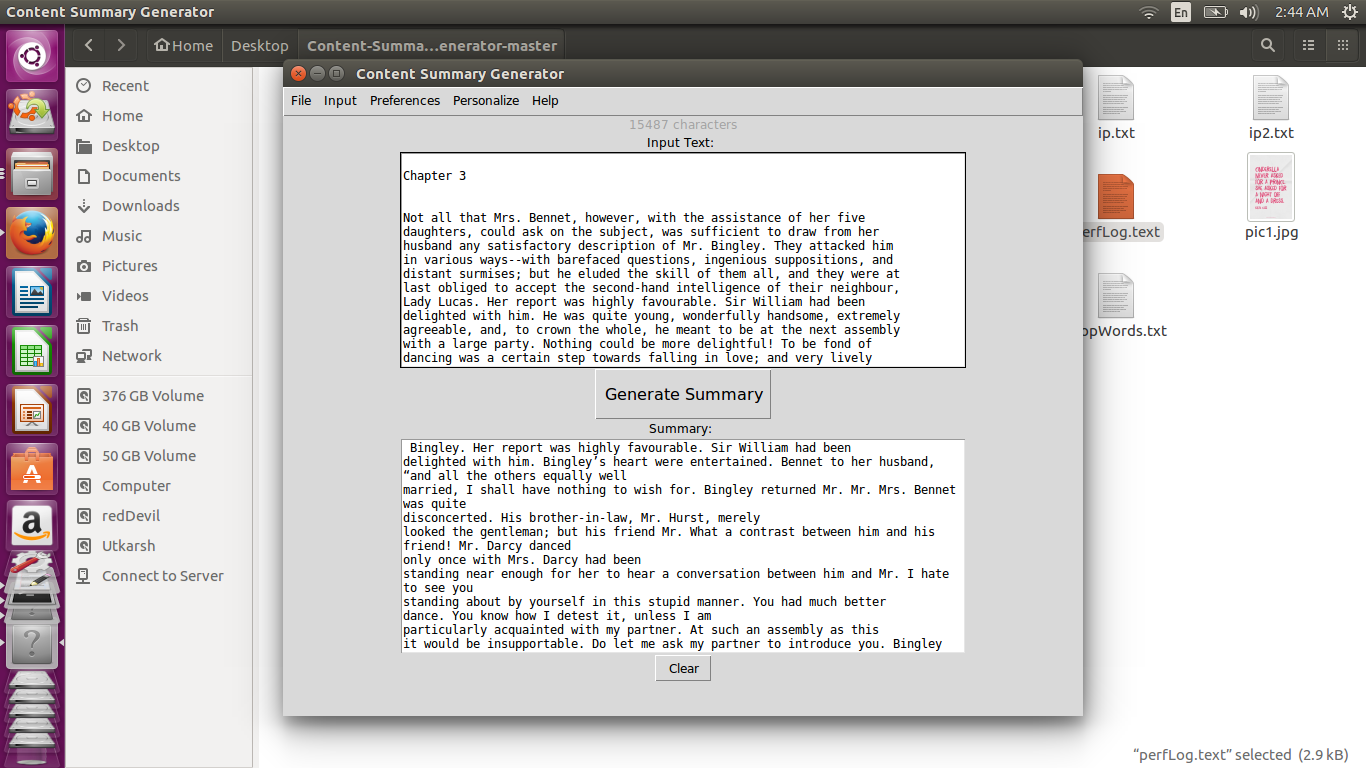 Content Summary Generator
En
2:44 AM
Home
Desktop
Content-Summa...enerator-master
Recent
Home
Desktop
Documents
Downloads
Music
Pictures
Videos
Trash
Network
376 GB Volume
40 GB Volume
50 GB Volume
Computer
redDevil
Utkarsh
Connect to Server
Content Summary Generator
File Input Preferences Personalize Help
15487 characters
Input Text:
Chapter 3
Not all that Mrs. Bennet, however, with the assistance of her five
daughters, could ask on the subject, was sufficient to draw from her
husband any satisfactory description of Mr. Bingley. They attacked him
in various ways--with barefaced questions, ingenious suppositions, and
distant surmises; but he eluded the skill of them all, and they were at
last obliged to accept the second-hand intelligence of their neighbour,
Lady Lucas. Her report was highly favourable. Sir William had been
delighted with him. He was quite young, wonderfully handsome, extremely
agreeable, and, to crown the whole, he meant to be at the next assembly
with a large party. Nothing could be more delightful! To be fond of
dancing was a certain step towards falling in love; and very lively
Generate Summary
Summary:
Bingley. Her report was highly favourable. Sir William had been
delighted with him. Bingley’s heart were entertained. Bennet to her husband,
“and all the others equally well
married, I shall have nothing to wish for. Bingley returned Mr. Mr. Mrs. Bennet
was quite
disconcerted. His brother-in-law, Mr. Hurst, merely
looked the gentleman; but his friend Mr. What a contrast between him and his
friend! Mr. Darcy danced
only once with Mrs. Darcy had been
standing near enough for her to hear a conversation between him and Mr. I hate
to see you
standing about by yourself in this stupid manner. You had much better
dance. You know how I detest it, unless I am
particularly acquainted with my partner. At such an assembly as this
it would be insupportable. Do let me ask my partner to introduce you. Bingley
Clear
ip.txt
ip2.txt
erfLog.text
pic1.jpg
opWords.txt
“perfLog.text” selected (2.9 kB)